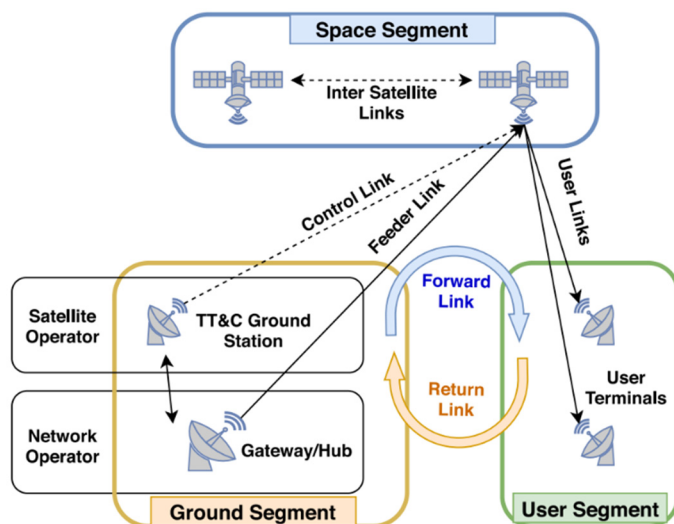 Space Segment
Inter Satellite
Links
Control Link
Feeder Link
User Links
Satellite
Operator
TT&C Ground
Station
Forward
Link
Return
Link
User
Terminals
Network
Operator
Gateway/Hub
Ground Segment
User Segment